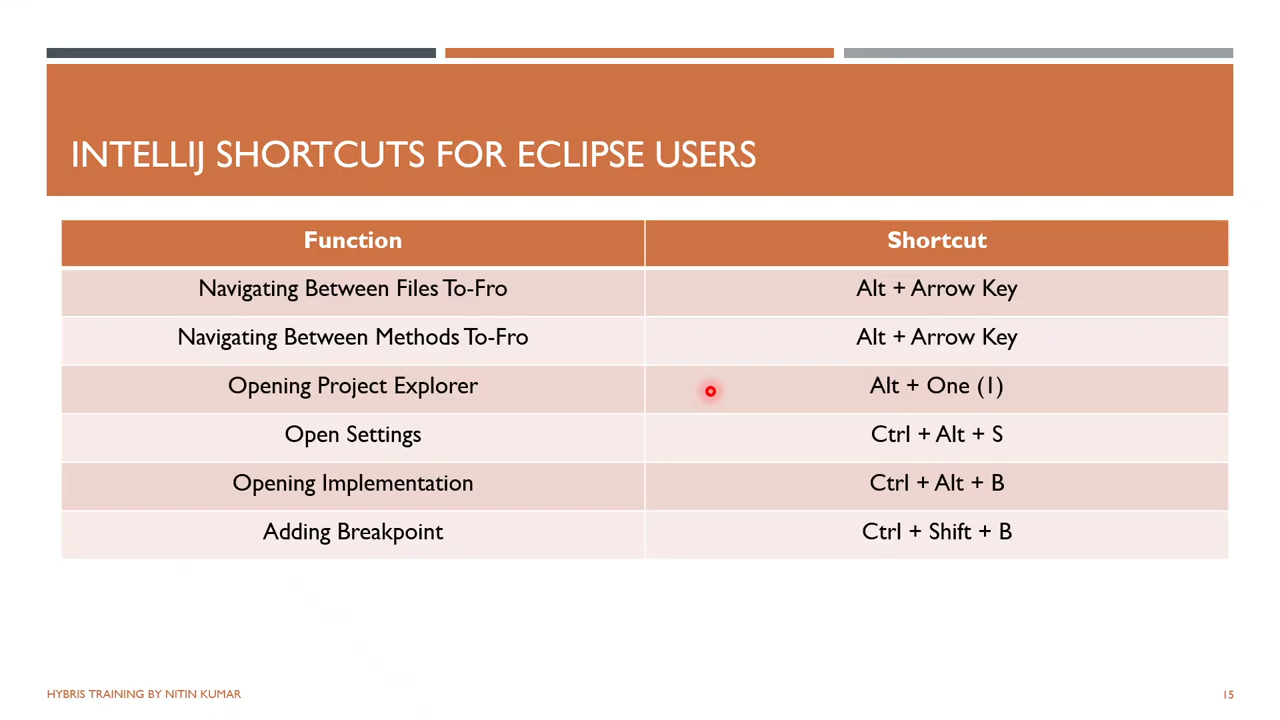 INTELLIJ SHORTCUTS FOR ECLIPSE USERS
Function Shortcut
Navigating Between Files To-Fro Alt + Arrow Key
Navigating Between Methods To-Fro Alt + Arrow Key
Opening Project Explorer Alt + One (1)
Open Settings Ctrl + Alt + S
Opening Implementation Ctrl + Alt + B
Adding Breakpoint Ctrl + Shift + B
HYBRIS TRAINING BY NITIN KUMAR 15